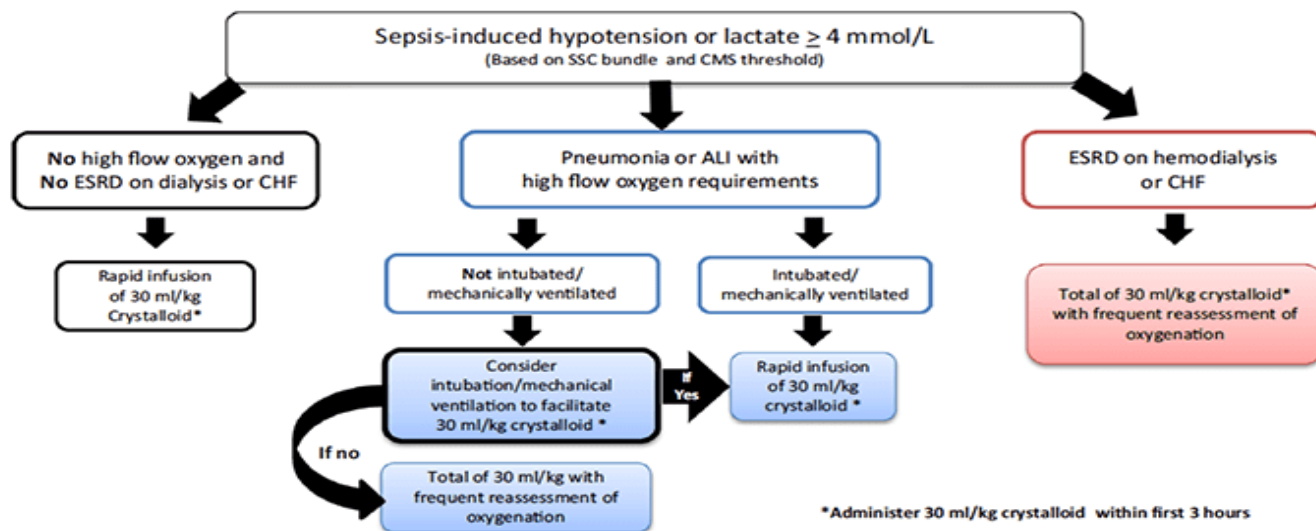 Sepsis-induced hypotension or lactate ≥ 4 mmol/L
(Based on SSC bundle and CMS threshold)
No high flow oxygen and
No ESRD on dialysis or CHF
Pneumonia or ALI with
high flow oxygen requirements
ESRD on hemodialysis
or CHF
Rapid infusion
of 30 ml/kg
Crystalloid*
Not intubated/
mechanically ventilated
Intubated/
mechanically ventilated
Total of 30 ml/kg crystalloid*
with frequent reassessment of
oxygenation
Consider
intubation/mechanical
ventilation to facilitate
30 ml/kg crystalloid *
If
Yes
Rapid infusion
of 30 ml/kg
crystalloid *
If no
Total of 30 ml/kg with
frequent reassessment of
oxygenation
*Administer 30 ml/kg crystalloid within first 3 hours